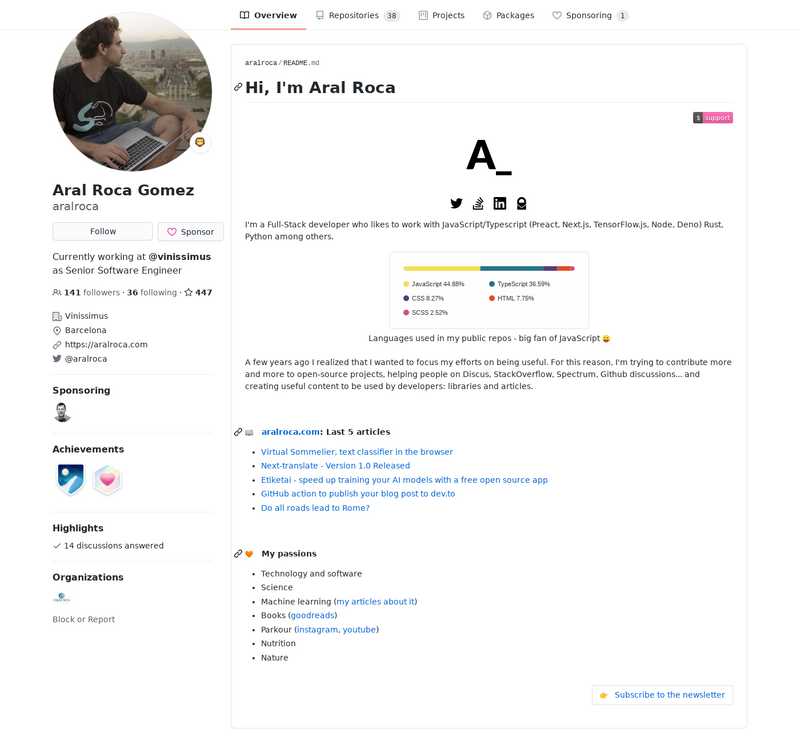 Overview
Repositories 38
Projects
Packages
Sponsoring 1
Aral Roca Gomez
aralroca
Follow
Sponsor
Currently working at @vinissimus
as Senior Software Engineer
141 followers · 36 following · 447
Vinissimus
Barcelona
https://aralroca.com
@aralroca
Sponsoring
Achievements
Highlights
14 discussions answered
Organizations
Block or Report
aralroca/README.md
Hi, I'm Aral Roca
$ support
A_
I'm a Full-Stack developer who likes to work with JavaScript/Typescript (Preact, Next.js, TensorFlow.js, Node, Deno) Rust,
Python among others.
JavaScript 44.88%
TypeScript 36.59%
CSS 8.27%
HTML 7.75%
SCSS 2.52%
Languages used in my public repos - big fan of JavaScript 😛
A few years ago I realized that I wanted to focus my efforts on being useful. For this reason, I'm trying to contribute more
and more to open-source projects, helping people on Discus, StackOverflow, Spectrum, Github discussions... and
creating useful content to be used by developers: libraries and articles.
📖 aralroca.com: Last 5 articles
• Virtual Sommelier, text classifier in the browser
• Next-translate - Version 1.0 Released
• Etiketai - speed up training your AI models with a free open source app
• GitHub action to publish your blog post to dev.to
• Do all roads lead to Rome?
🧡 My passions
• Technology and software
• Science
• Machine learning (my articles about it)
• Books (goodreads)
• Parkour (instagram, youtube)
• Nutrition
• Nature
👉 Subscribe to the newsletter